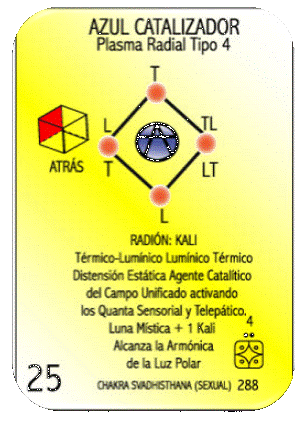 AZUL CATALIZADOR
Plasma Radial Tipo 4
T
L
TL
T
LT
ATRÁS
L
RADIÓN: KALI
Térmico-Lumínico Lumínico Térmico
Distensión Estática Agente Catalítico
del Campo Unificado activando
los Quanta Sensorial y Telepático.
Luna Mística + 1 Kali
4
Alcanza la Armónica
de la Luz Polar
25
CHAKRA SVADHISTHANA (SEXUAL) 288